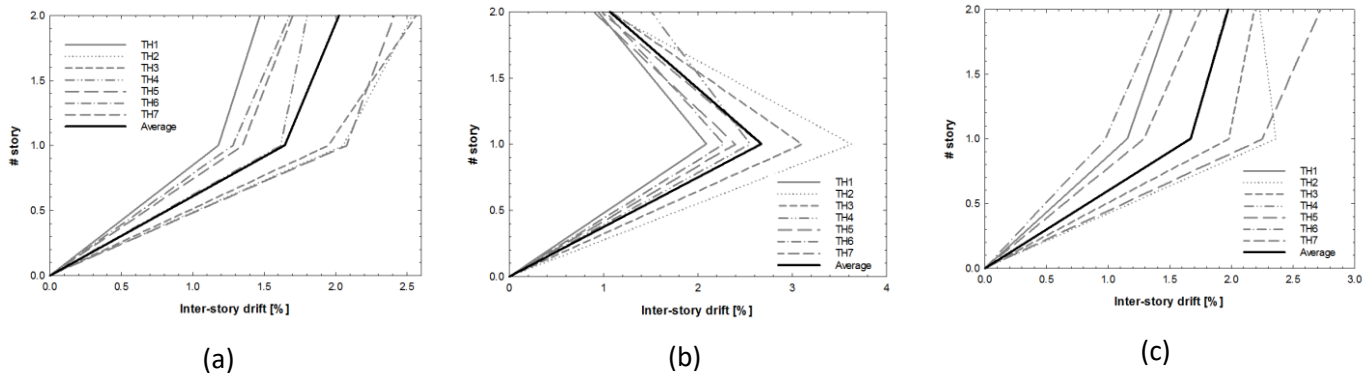 2.0
1.5
1.0
0.5
0.0
# story
TH1
TH2
TH3
TH4
TH5
TH6
TH7
Average
0.0 0.5 1.0 1.5 2.0 2.5
Inter-story drift [%]
(a)
2.0
1.5
1.0
0.5
0.0
# story
TH1
TH2
TH3
TH4
TH5
TH6
TH7
Average
0 1 2 3 4
Inter-story drift [%]
(b)
2.0
1.5
1.0
0.5
0.0
# story
TH1
TH2
TH3
TH4
TH5
TH6
TH7
Average
0.0 0.5 1.0 1.5 2.0 2.5 3.0
Inter-story drift [%]
(c)